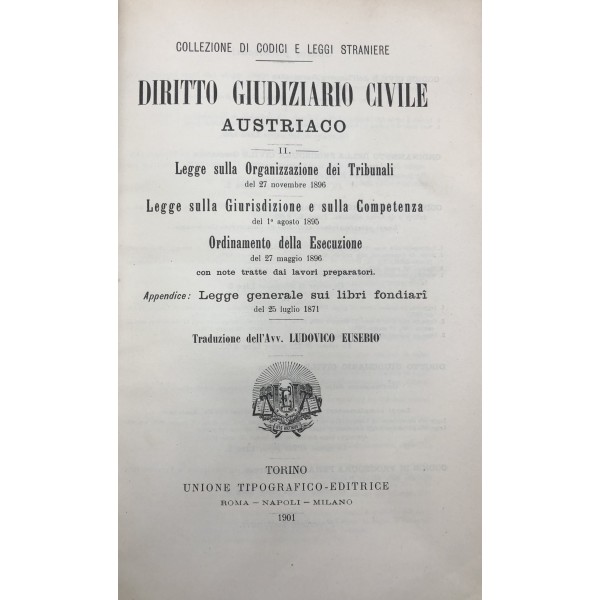 COLLEZIONE DI CODICI E LEGGI STRANIERE
DIRITTO GIUDIZIARIO CIVILE
AUSTRIACO
II.
Legge sulla Organizzazione dei Tribunali
del 27 novembre 1896
Legge sulla Giurisdizione e sulla Competenza
del 1º agosto 1895
Ordinamento della Esecuzione
del 27 maggio 1896
con note tratte dai lavori preparatori.
Appendice: Legge generale sui libri fondiarî
del 25 luglio 1871
Traduzione dell'Avv. LUDOVICO EUSEBIO
TORINO
UNIONE TIPOGRAFICO-EDITRICE
ROMA — NAPOLI — MILANO
1901